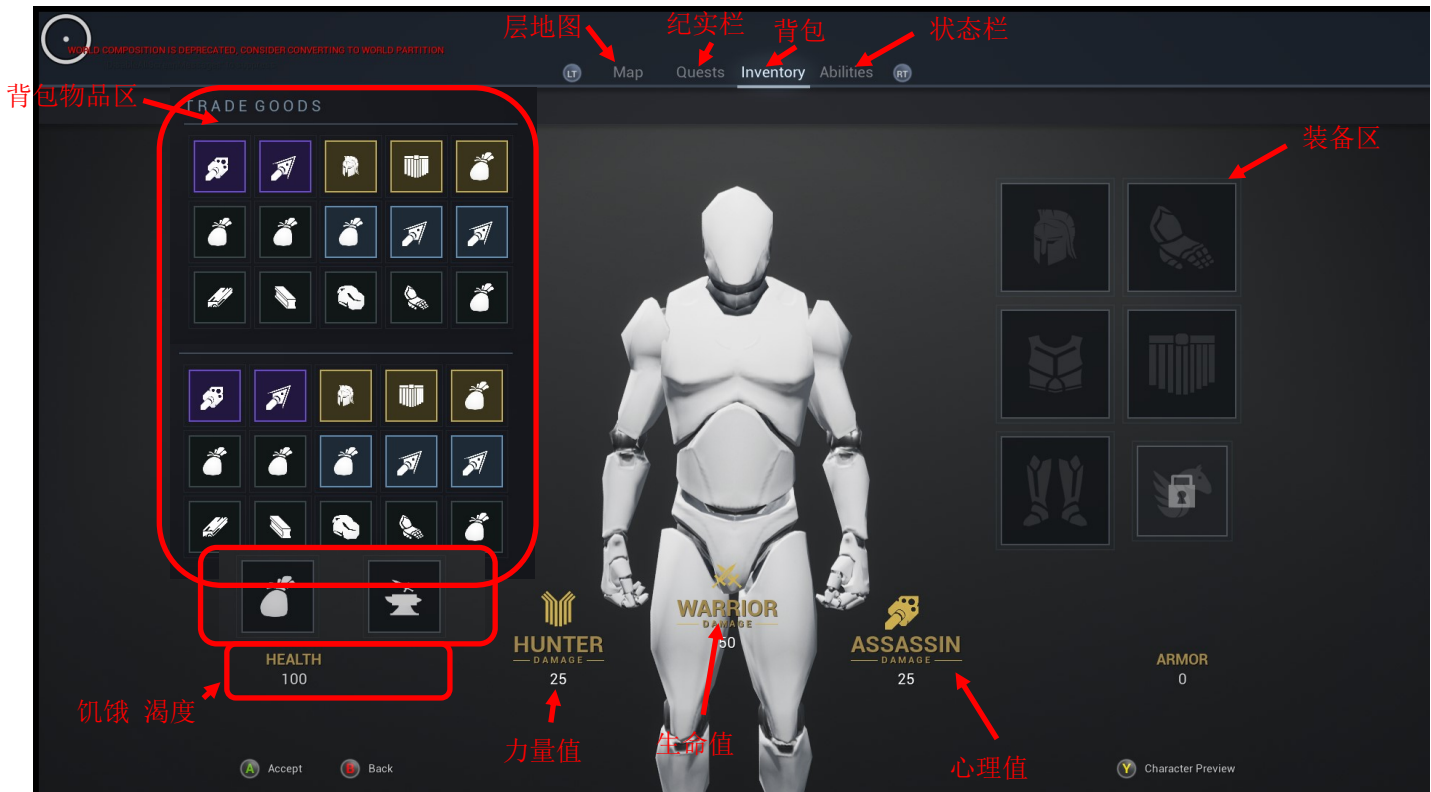 层地图
纪实栏
背包
状态栏
WORLD COMPOSITION IS DEPRECATED, CONSIDER CONVERTING TO WORLD PARTITION
LT
Map
Quests
Inventory
Abilities
RT
背包物品区
TRADE GOODS
装备区
WARRIOR
DAMAGE
50
HUNTER
DAMAGE
25
ASSASSIN
DAMAGE
25
HEALTH
100
ARMOR
0
饥饿 渴度
力量值
生命值
心理值
A Accept
B Back
Y Character Preview